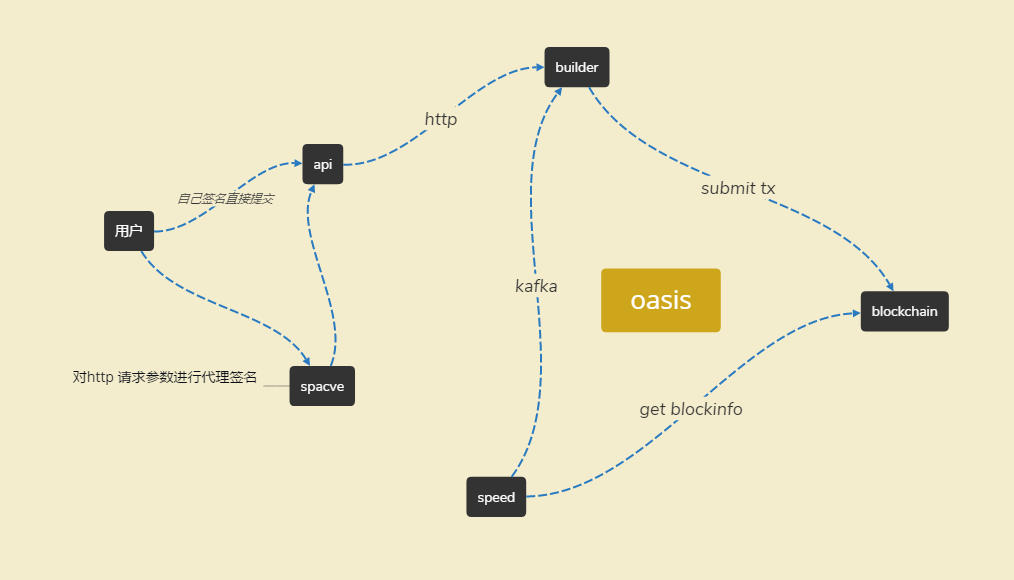 builder
http
api
自己签名直接提交
submit tx
用户
kafka
oasis
blockchain
对http 请求参数进行代理签名
spacve
get blockinfo
speed